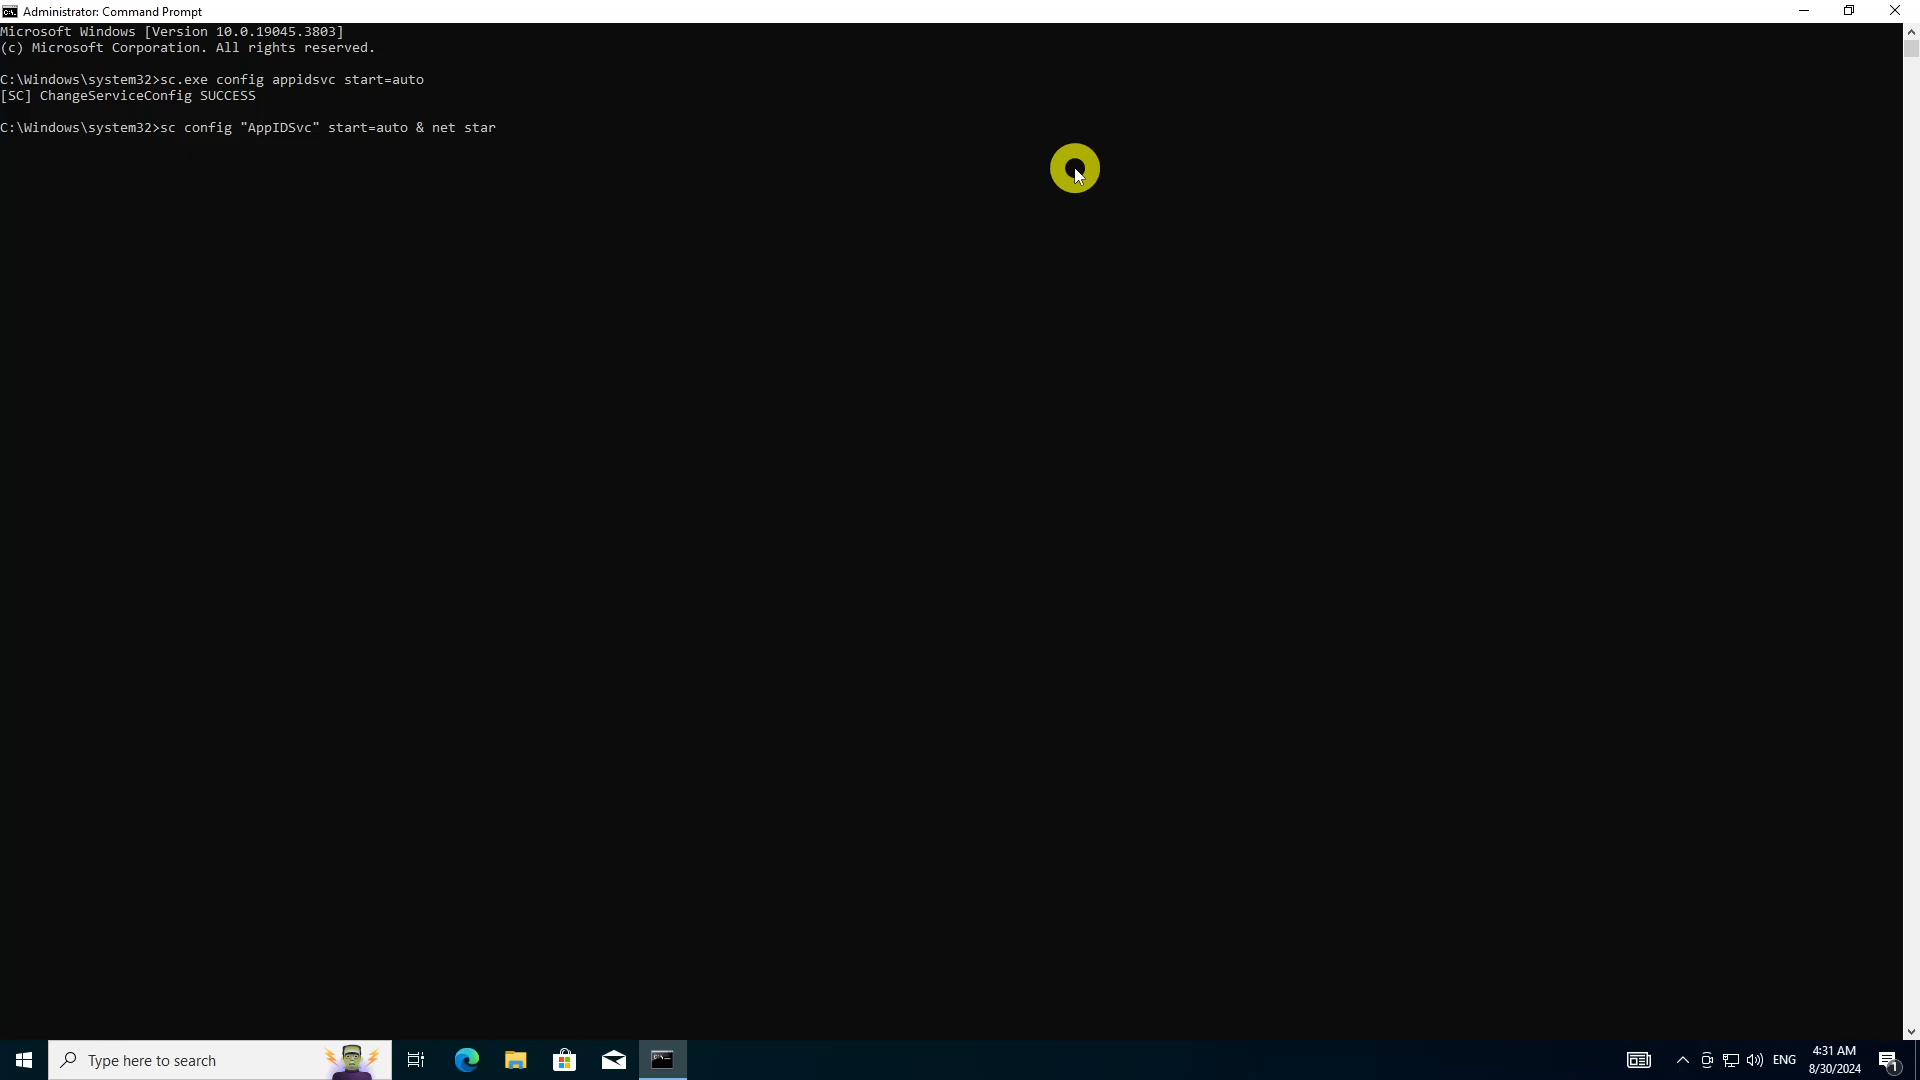 Administrator: Command Prompt
Microsoft Windows [Version 10.0.19045.3803]
(c) Microsoft Corporation. All rights reserved.
C:\Windows\system32>sc.exe config appidsvc start=auto
[SC] ChangeServiceConfig SUCCESS
C:\Windows\system32>sc config "AppIDSvc" start=auto & net star
Type here to search
ENG
4:31 AM
8/30/2024
1